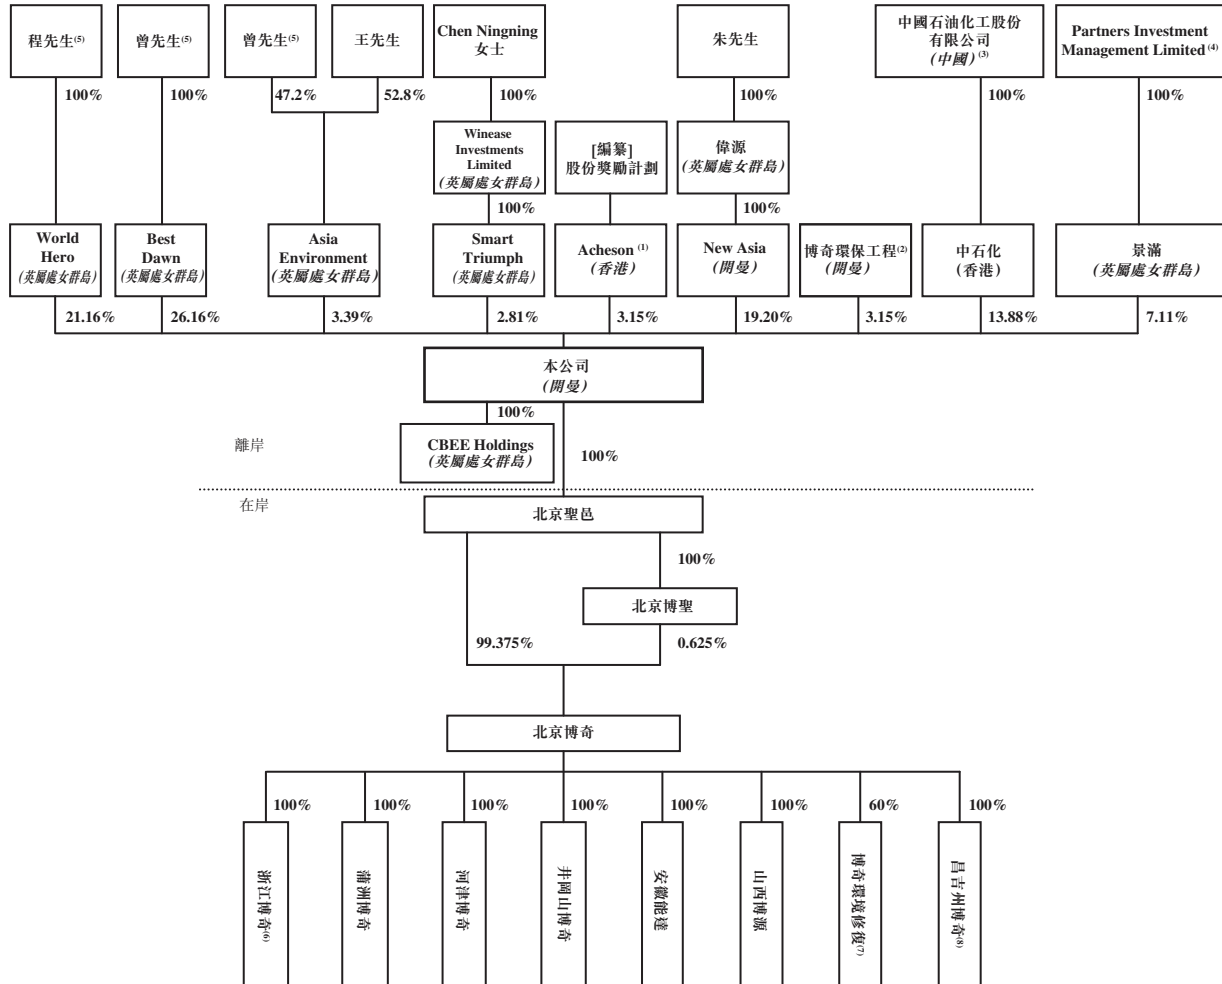 程先生(5)
曾先生(5)
曾先生(5)
王先生
Chen Ningning
女士
朱先生
中國石油化工股份
有限公司
(中國)(3)
Partners Investment
Management Limited(4)
100%
100%
47.2%
52.8%
100%
100%
100%
100%
Winease
Investments
Limited
(英屬處女群島)
[編纂]
股份獎勵計劃
偉源
(英屬處女群島)
100%
100%
World
Hero
(英屬處女群島)
Best
Dawn
(英屬處女群島)
Asia
Environment
(英屬處女群島)
Smart
Triumph
(英屬處女群島)
Acheson (1)
(香港)
New Asia
(開曼)
博奇環保工程(2)
(開曼)
中石化
(香港)
景滿
(英屬處女群島)
21.16%
26.16%
3.39%
2.81%
3.15%
19.20%
3.15%
13.88%
7.11%
本公司
(開曼)
100%
CBEE Holdings
(英屬處女群島)
離岸
100%
在岸
北京聖邑
100%
北京博聖
99.375%
0.625%
北京博奇
100%
100%
100%
100%
100%
100%
60%
100%
浙江博奇(6)
蒲洲博奇
河津博奇
井岡山博奇
安徽能達
山西博源
博奇環境修復(7)
昌吉州博奇(8)